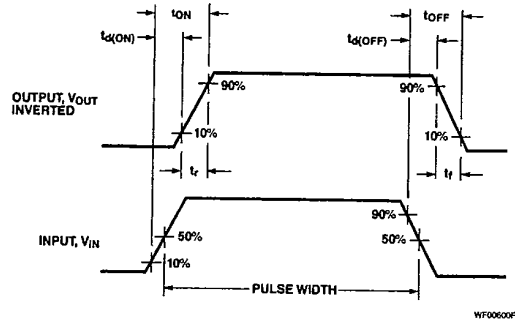 tON
tOFF
td(ON)
td(OFF)
OUTPUT, VOUT
INVERTED
90%
90%
10%
10%
tr
tf
INPUT, VIN
90%
50%
50%
10%
PULSE WIDTH
WF00600F